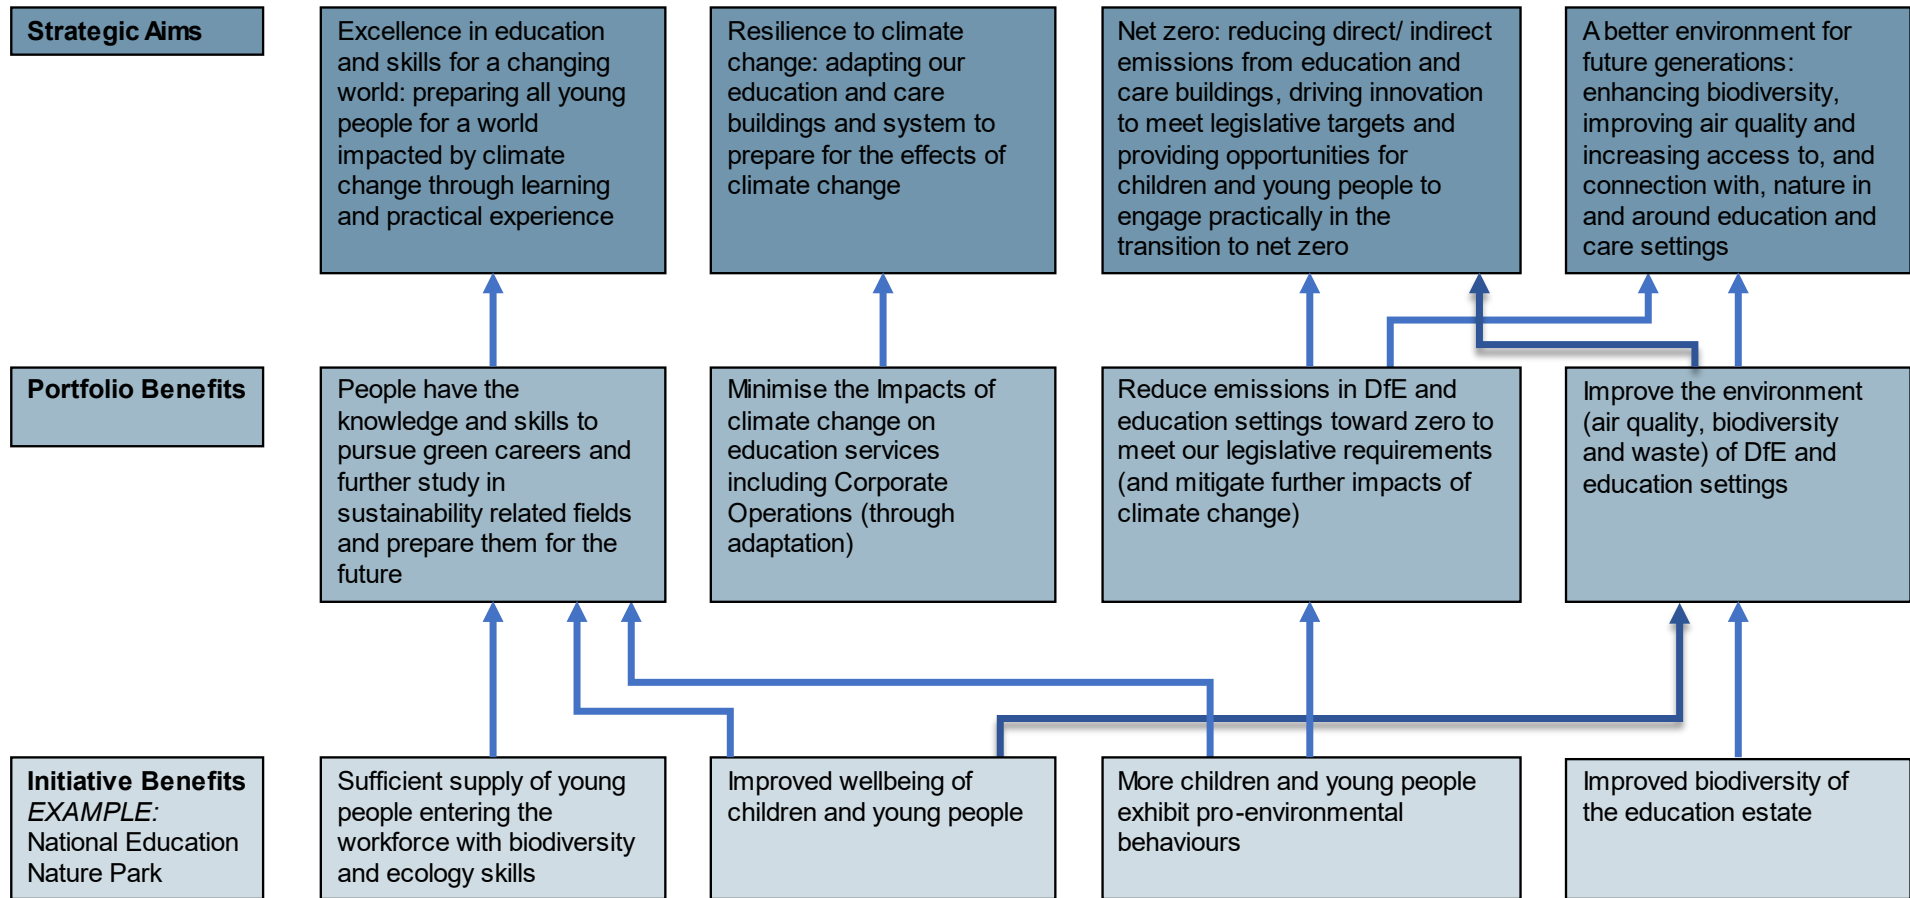 Strategic Aims
Excellence in education
and skills for a changing
world: preparing all young
people for a world
impacted by climate
change through learning
and practical experience
Resilience to climate
change: adapting our
education and care
buildings and system to
prepare for the effects of
climate change
Net zero: reducing direct/ indirect
emissions from education and
care buildings, driving innovation
to meet legislative targets and
providing opportunities for
children and young people to
engage practically in the
transition to net zero
A better environment for
future generations:
enhancing biodiversity,
improving air quality and
increasing access to, and
connection with, nature in
and around education and
care settings
Portfolio Benefits
People have the
knowledge and skills to
pursue green careers and
further study in
sustainability related fields
and prepare them for the
future
Minimise the Impacts of
climate change on
education services
including Corporate
Operations (through
adaptation)
Reduce emissions in DfE and
education settings toward zero to
meet our legislative requirements
(and mitigate further impacts of
climate change)
Improve the environment
(air quality, biodiversity
and waste) of DfE and
education settings
Initiative Benefits
EXAMPLE:
National Education
Nature Park
Sufficient supply of young
people entering the
workforce with biodiversity
and ecology skills
Improved wellbeing of
children and young people
More children and young people
exhibit pro-environmental
behaviours
Improved biodiversity of
the education estate